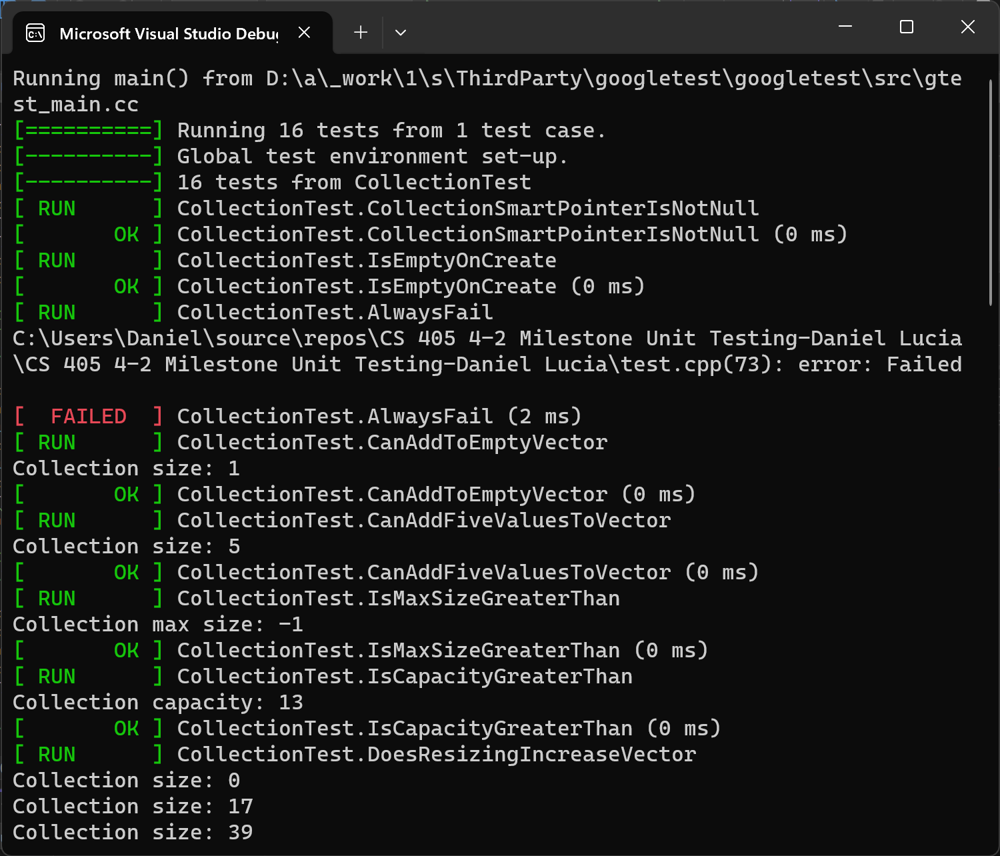 Microsoft Visual Studio Debug
Running main() from D:\a\_work\1\s\ThirdParty\googletest\googletest\src\gte
st_main.cc
[==========] Running 16 tests from 1 test case.
[----------] Global test environment set-up.
[----------] 16 tests from CollectionTest
[ RUN      ] CollectionTest.CollectionSmartPointerIsNotNull
[       OK ] CollectionTest.CollectionSmartPointerIsNotNull (0 ms)
[ RUN      ] CollectionTest.IsEmptyOnCreate
[       OK ] CollectionTest.IsEmptyOnCreate (0 ms)
[ RUN      ] CollectionTest.AlwaysFail
C:\Users\Daniel\source\repos\CS 405 4-2 Milestone Unit Testing-Daniel Lucia
\CS 405 4-2 Milestone Unit Testing-Daniel Lucia\test.cpp(73): error: Failed
[  FAILED  ] CollectionTest.AlwaysFail (2 ms)
[ RUN      ] CollectionTest.CanAddToEmptyVector
Collection size: 1
[       OK ] CollectionTest.CanAddToEmptyVector (0 ms)
[ RUN      ] CollectionTest.CanAddFiveValuesToVector
Collection size: 5
[       OK ] CollectionTest.CanAddFiveValuesToVector (0 ms)
[ RUN      ] CollectionTest.IsMaxSizeGreaterThan
Collection max size: -1
[       OK ] CollectionTest.IsMaxSizeGreaterThan (0 ms)
[ RUN      ] CollectionTest.IsCapacityGreaterThan
Collection capacity: 13
[       OK ] CollectionTest.IsCapacityGreaterThan (0 ms)
[ RUN      ] CollectionTest.DoesResizingIncreaseVector
Collection size: 0
Collection size: 17
Collection size: 39